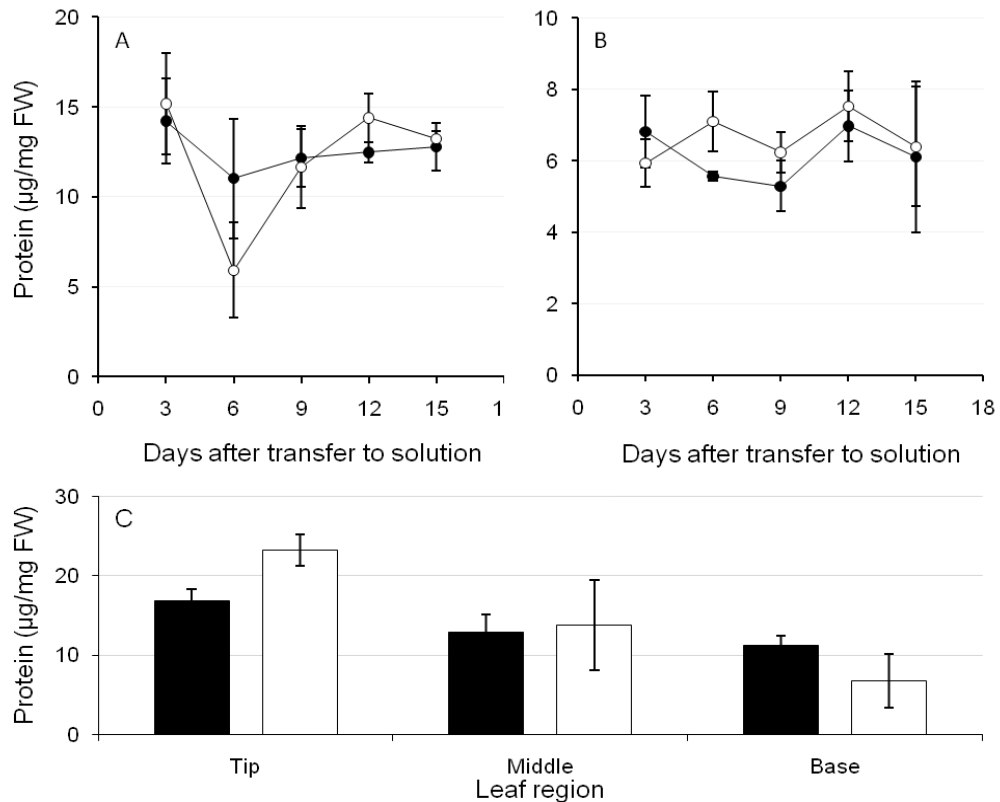 A
Protein (µg/mg FW)
20
15
10
5
0
0 3 6 9 12 15 1
Days after transfer to solution
B
10
8
6
4
2
0
0 3 6 9 12 15 18
Days after transfer to solution
C
Protein (µg/mg FW)
30
20
10
0
Tip Middle Base
Leaf region